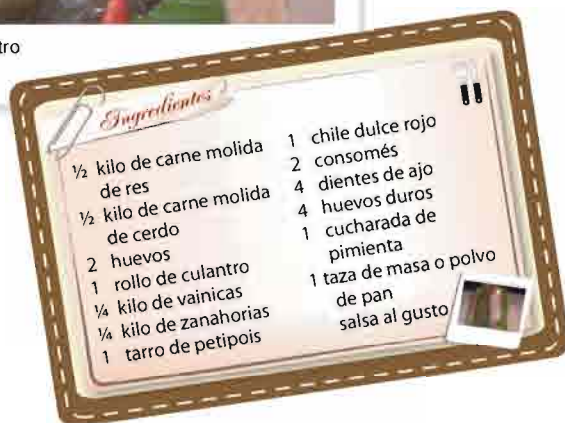 tro
Ingredientes
½ kilo de carne molida
de res
½ kilo de carne molida
de cerdo
2 huevos
1 rollo de culantro
¼ kilo de vainicas
¼ kilo de zanahorias
1 tarro de petipois
1 chile dulce rojo
2 consomés
4 dientes de ajo
4 huevos duros
1 cucharada de
pimienta
1 taza de masa o polvo
de pan
salsa al gusto